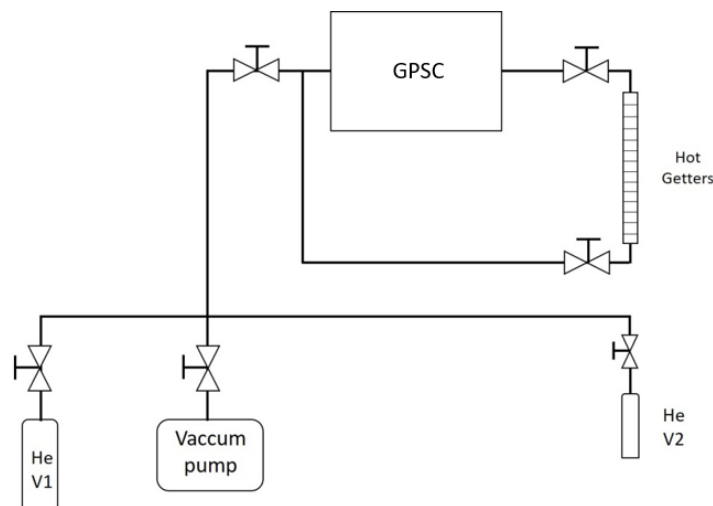 GPSC
Hot
Getters
He
V1
Vaccum
pump
He
V2